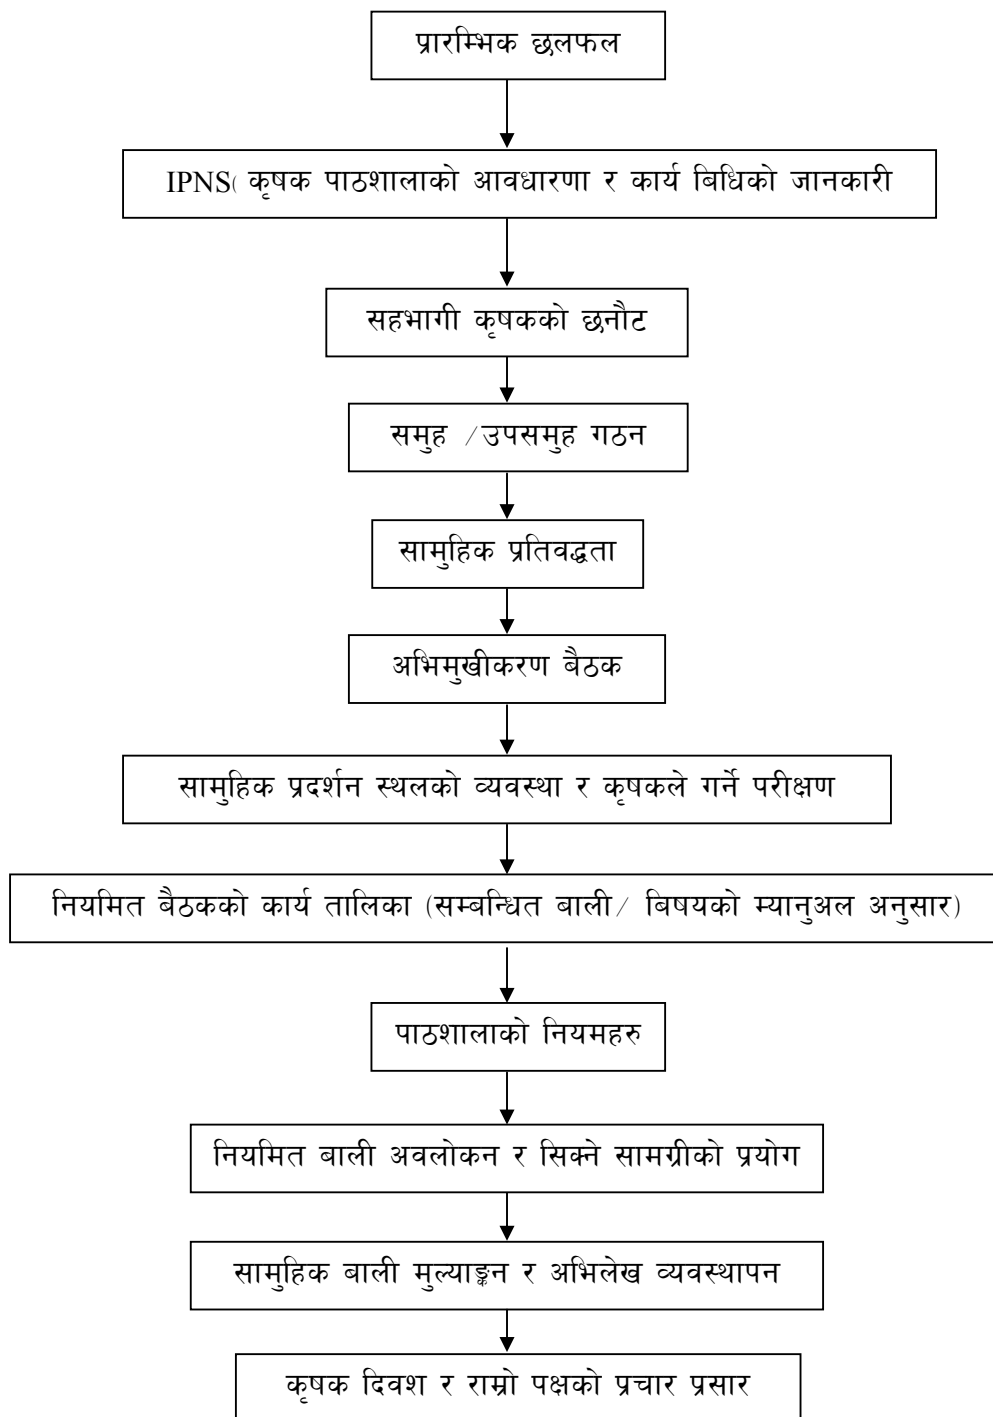 प्रारम्भिक छलफल
IPNS( कृषक पाठशालाको आवधारणा र कार्य बिधिको जानकारी
सहभागी कृषकको छनौट
समुह /उपसमुह गठन
सामुहिक प्रतिवद्धता
अभिमुखीकरण बैठक
सामुहिक प्रदर्शन स्थलको व्यवस्था र कृषकले गर्ने परीक्षण
नियमित बैठकको कार्य तालिका (सम्बन्धित बाली/ बिषयको म्यानुअल अनुसार)
पाठशालाको नियमहरु
नियमित बाली अवलोकन र सिक्ने सामग्रीको प्रयोग
सामुहिक बाली मुल्याङ्कन र अभिलेख व्यवस्थापन
कृषक दिवश र राम्रो पक्षको प्रचार प्रसार